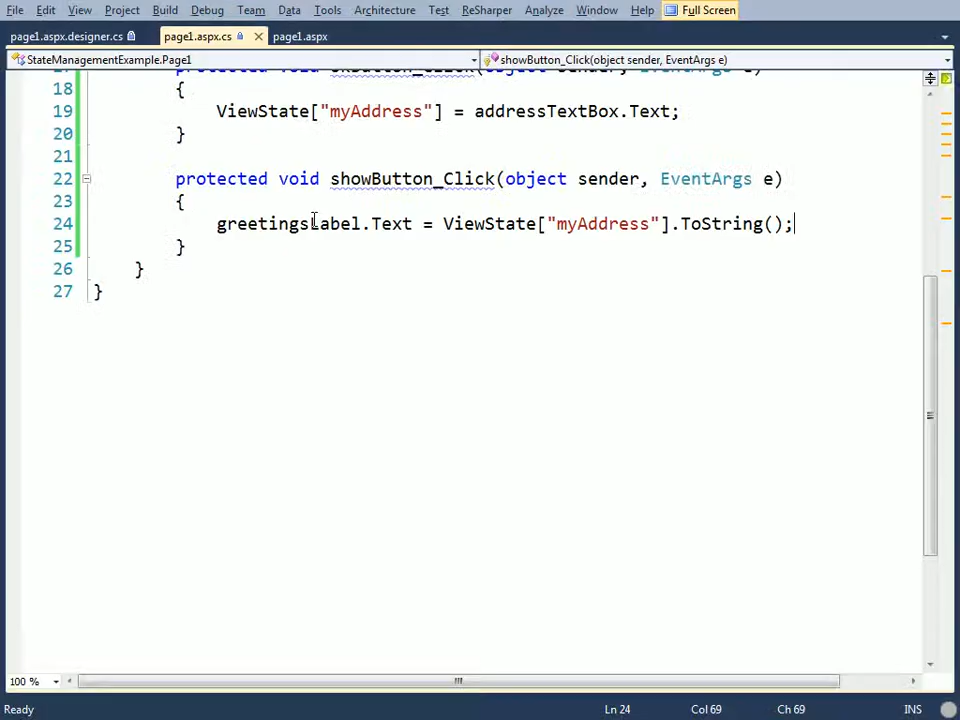 File Edit View Project Build Debug Team Data Tools Architecture Test ReSharper Analyze Window Help Full Screen
page1.aspx.designer.cs page1.aspx.cs page1.aspx
StateManagementExample.Page1 showButton_Click(object sender, EventArgs e)
18 {
19 ViewState["myAddress"] = addressTextBox.Text;
20 }
21
22 protected void showButton_Click(object sender, EventArgs e)
23 {
24 greetingsLabel.Text = ViewState["myAddress"].ToString();
25 }
26 }
27 }
100 %
Ready Ln 24 Col 69 Ch 69 INS